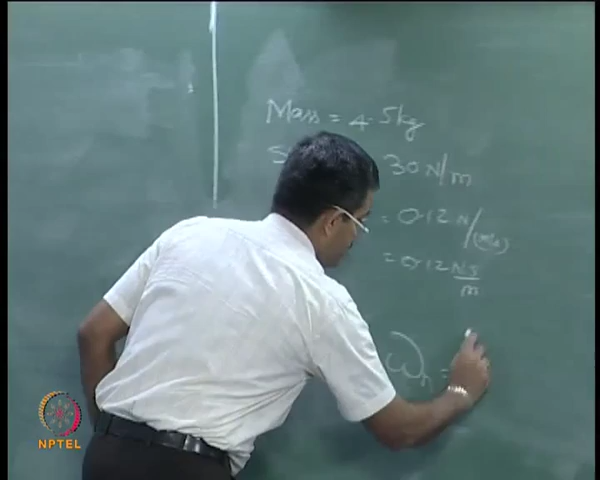 Mass = 4.5kg
S 30 N/m
= 0.12 N/(m/s)
= 0.12 Ns/m
ωn =
NPTEL